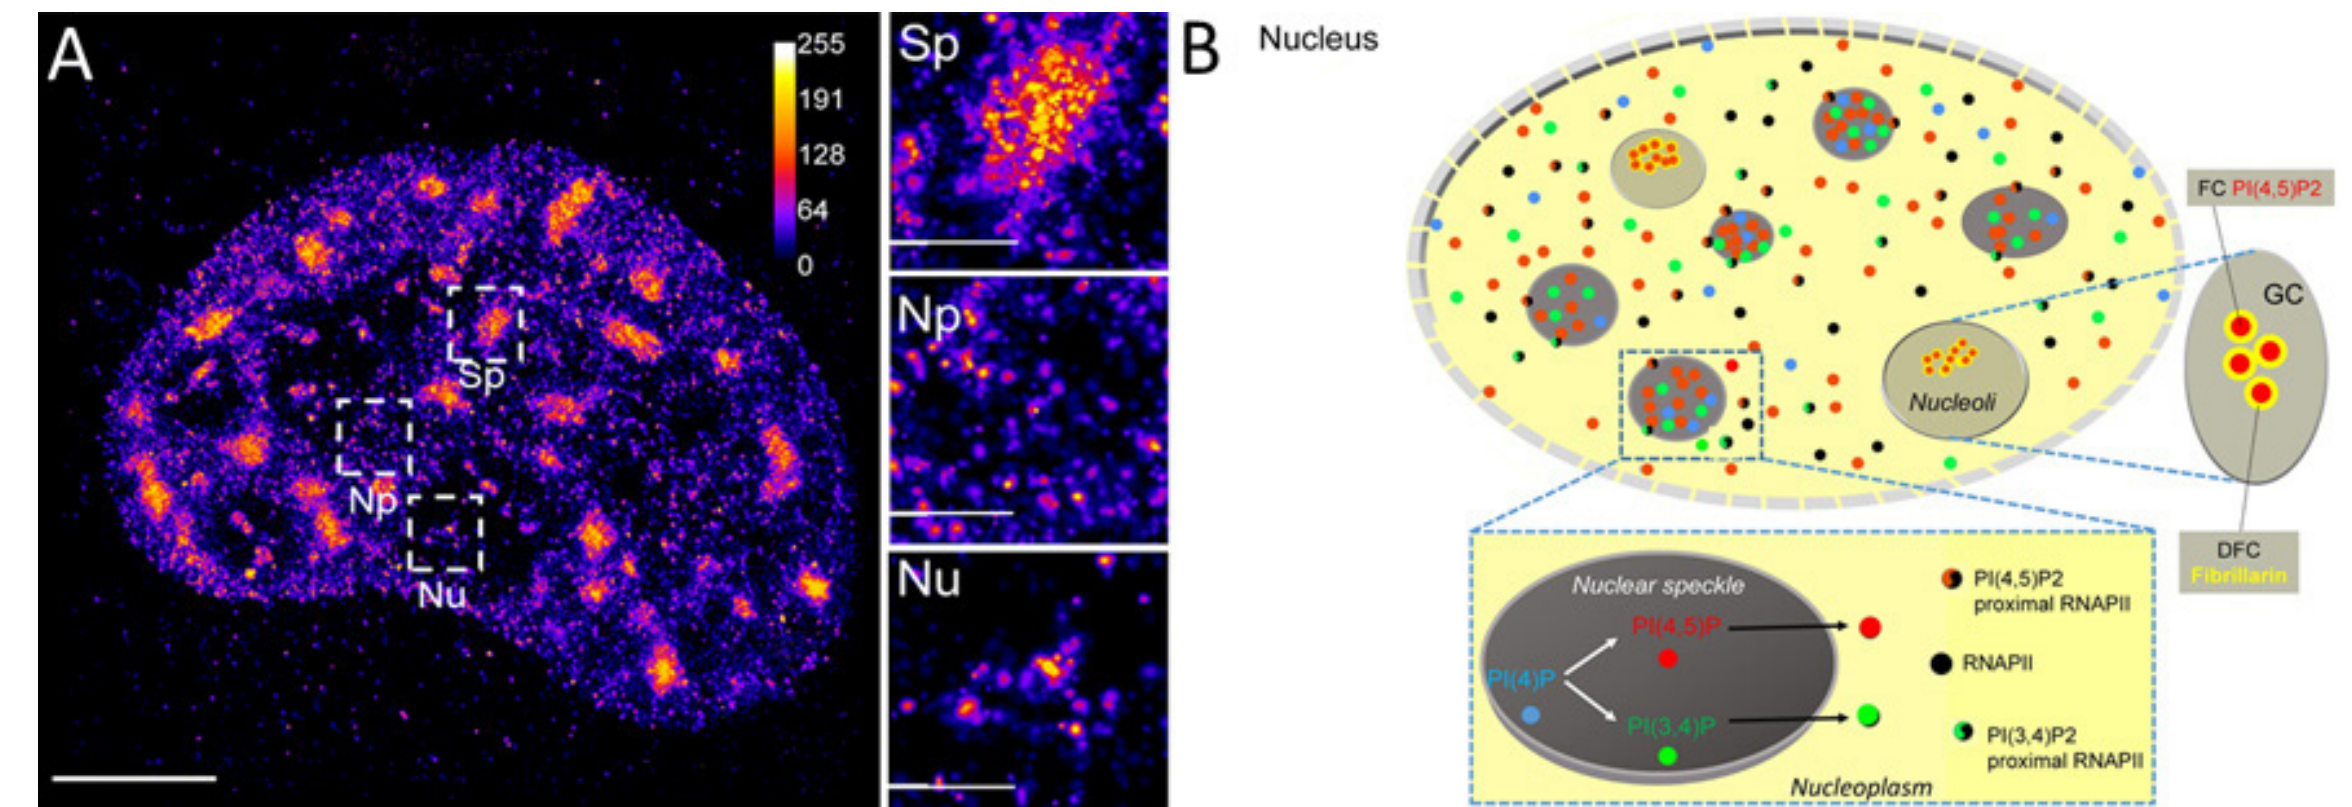 A
255
191
128
64
0
Sp
Np
Nu
Sp
Np
Nu
B
Nucleus
FC PI(4,5)P2
GC
Nucleoli
DFC
Fibrillarin
Nuclear speckle
PI(4,5)P
PI(4)P
PI(3,4)P
PI(4,5)P2
proximal RNAPII
RNAPII
PI(3,4)P2
proximal RNAPII
Nucleoplasm